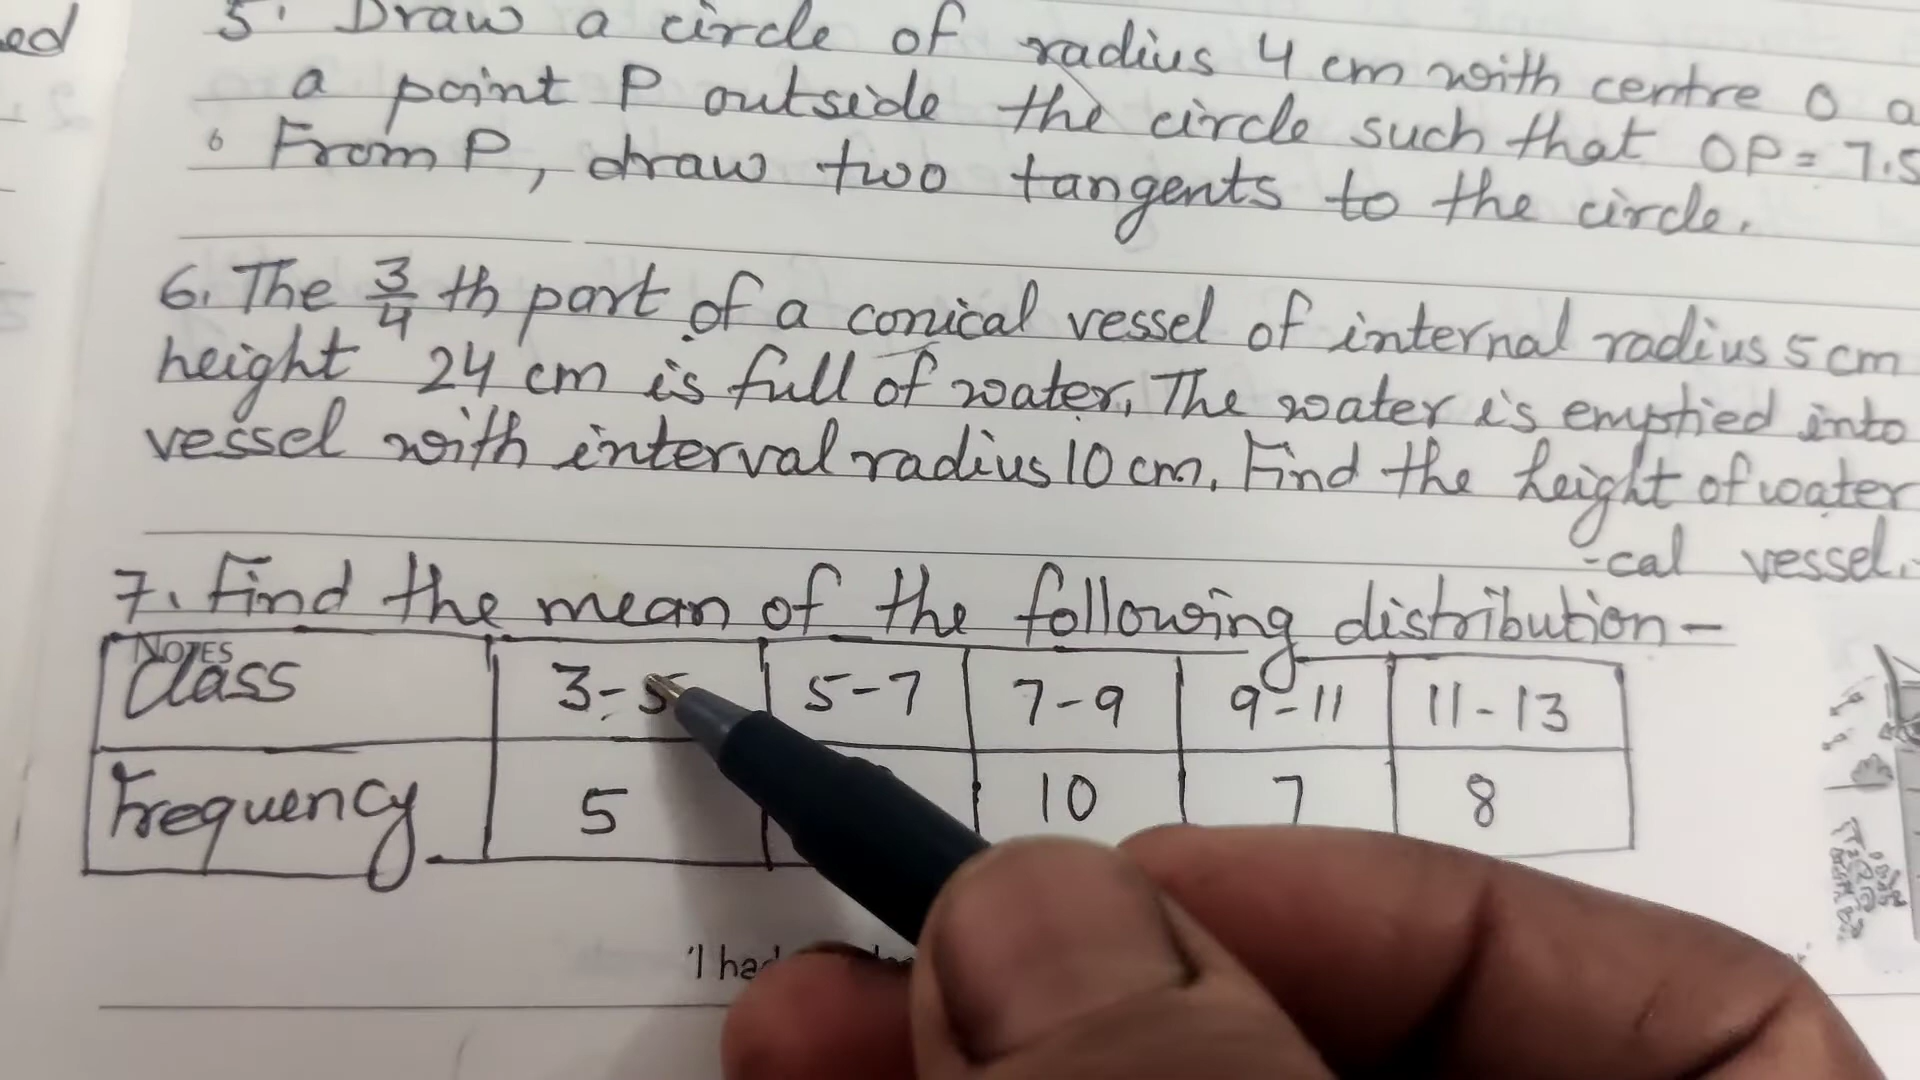 ed
5. Draw a circle of radius 4 cm with centre O a
a point P outside the circle such that OP = 7.5
From P, draw two tangents to the circle.
6. The 3/4 th part of a conical vessel of internal radius 5 cm
height 24 cm is full of water. The water is emptied into
vessel with interval radius 10 cm. Find the height of water
-cal vessel.
7. Find the mean of the following distribution -
NOTES
Class 3-5 5-7 7-9 9-11 11-13
Frequency 5 10 7 8
'I had